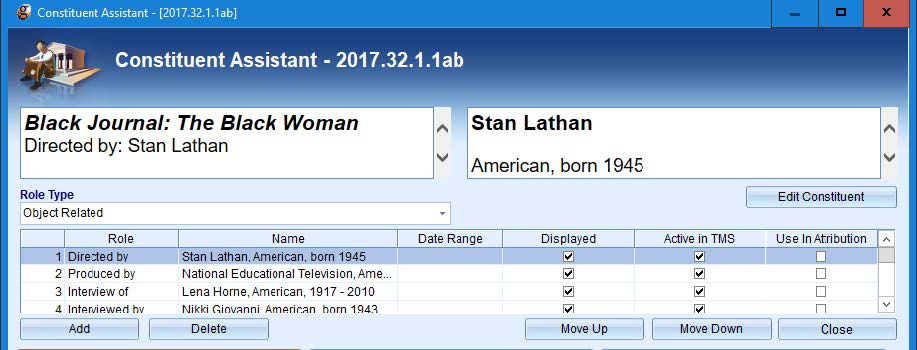 Constituent Assistant - [2017.32.1.1ab]
Constituent Assistant - 2017.32.1.1ab
Black Journal: The Black Woman
Directed by: Stan Lathan
Stan Lathan
American, born 1945
Role Type
Edit Constituent
Object Related
Role Name Date Range Displayed Active in TMS Use In Attribution
1 Directed by Stan Lathan, American, born 1945
2 Produced by National Educational Television, Ame...
3 Interview of Lena Horne, American, 1917 - 2010
4 Interviewed by Nikki Giovanni, American, born 1943
Add Delete Move Up Move Down Close